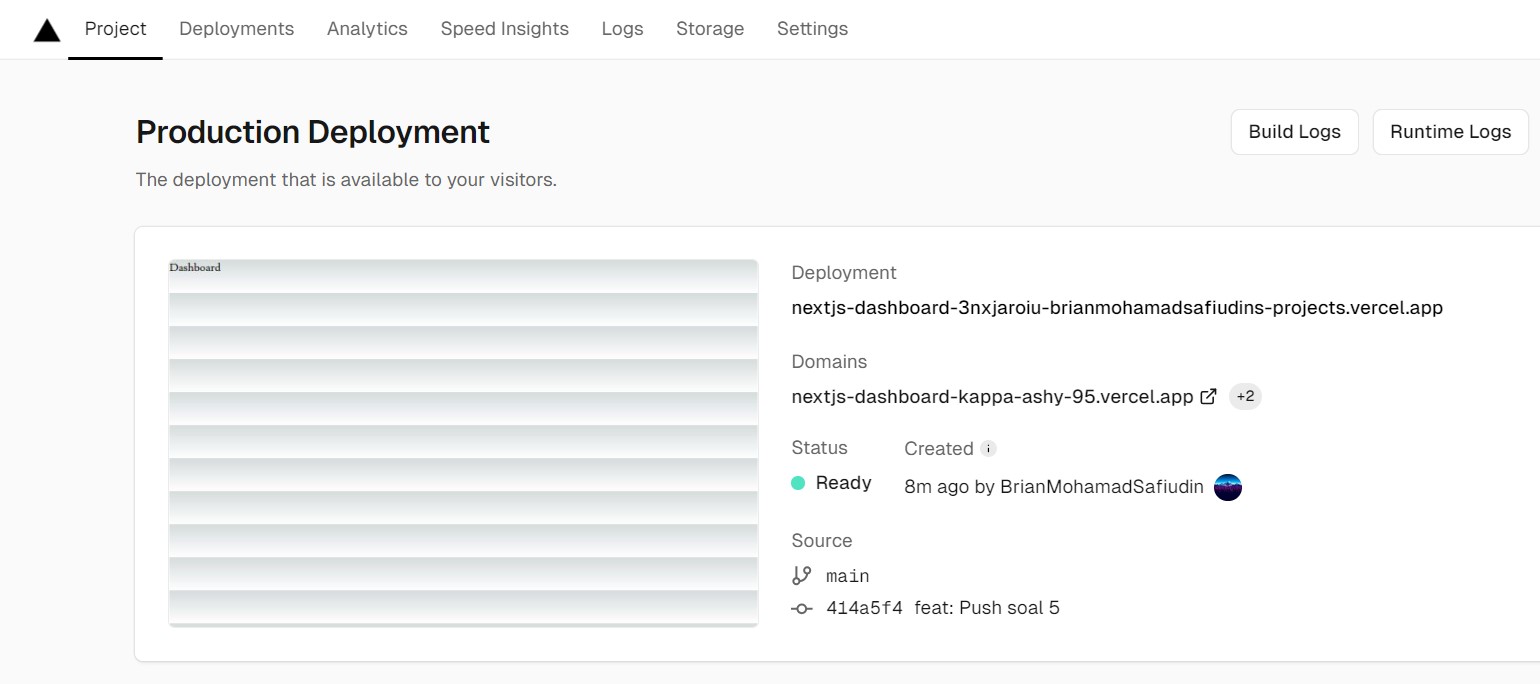 Project Deployments Analytics Speed Insights Logs Storage Settings
Production Deployment
Build Logs Runtime Logs
The deployment that is available to your visitors.
Dashboard
Deployment
nextjs-dashboard-3nxjaroiu-brianmohamadsafiudins-projects.vercel.app
Domains
nextjs-dashboard-kappa-ashy-95.vercel.app +2
Status Created i
Ready 8m ago by BrianMohamadSafiudin
Source
main
414a5f4 feat: Push soal 5